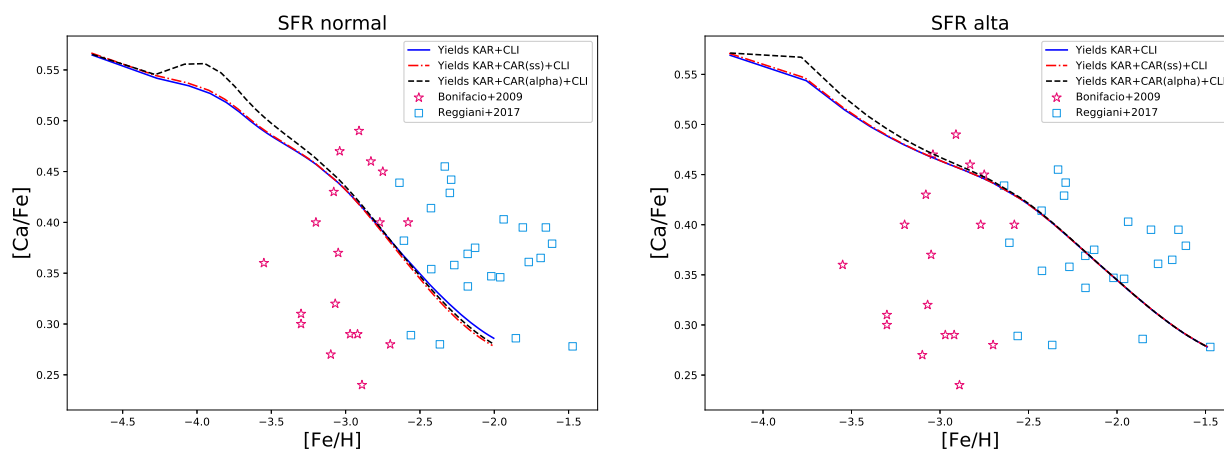 SFR normal
[Ca/Fe]
0.55
0.50
0.45
0.40
0.35
0.30
0.25
Yields KAR+CLI
Yields KAR+CAR(ss)+CLI
Yields KAR+CAR(alpha)+CLI
Bonifacio+2009
Reggiani+2017
−4.5 −4.0 −3.5 −3.0 −2.5 −2.0 −1.5
[Fe/H]
SFR alta
[Ca/Fe]
0.55
0.50
0.45
0.40
0.35
0.30
0.25
Yields KAR+CLI
Yields KAR+CAR(ss)+CLI
Yields KAR+CAR(alpha)+CLI
Bonifacio+2009
Reggiani+2017
−4.0 −3.5 −3.0 −2.5 −2.0 −1.5
[Fe/H]